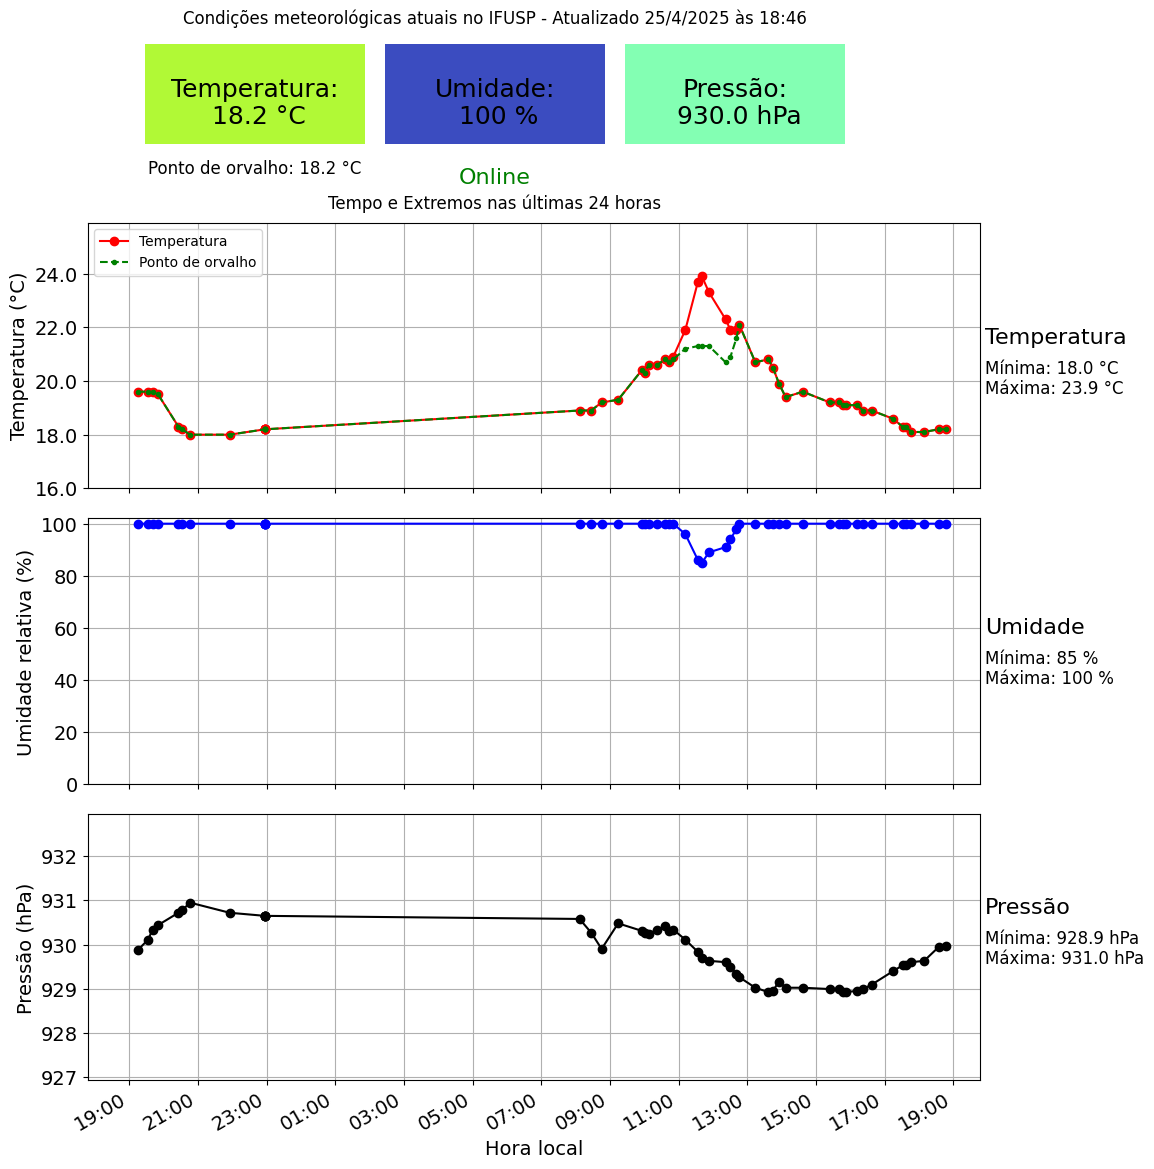 Condições meteorológicas atuais no IFUSP - Atualizado 25/4/2025 às 18:46
Temperatura:
18.2 °C
Umidade:
100 %
Pressão:
930.0 hPa
Ponto de orvalho: 18.2 °C
Online
Tempo e Extremos nas últimas 24 horas
Temperatura
Ponto de orvalho
Temperatura (°C)
24.0
22.0
20.0
18.0
16.0
Temperatura
Mínima: 18.0 °C
Máxima: 23.9 °C
Umidade relativa (%)
100
80
60
40
20
0
Umidade
Mínima: 85 %
Máxima: 100 %
Pressão (hPa)
932
931
930
929
928
927
Pressão
Mínima: 928.9 hPa
Máxima: 931.0 hPa
19:00
21:00
23:00
01:00
03:00
05:00
07:00
09:00
11:00
13:00
15:00
17:00
19:00
Hora local